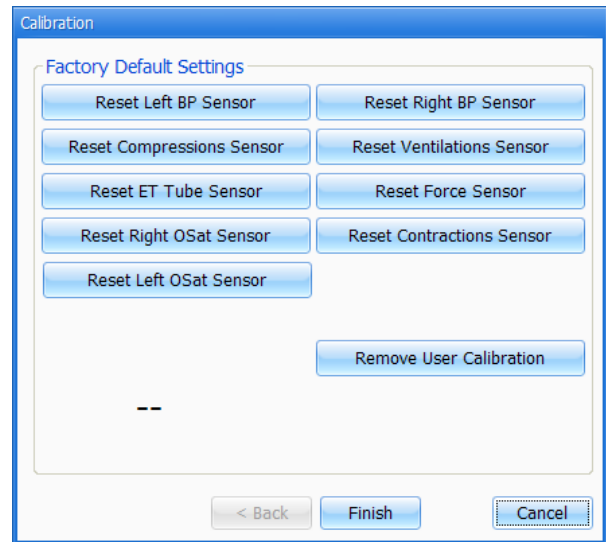 Calibration
Factory Default Settings
Reset Left BP Sensor
Reset Right BP Sensor
Reset Compressions Sensor
Reset Ventilations Sensor
Reset ET Tube Sensor
Reset Force Sensor
Reset Right OSat Sensor
Reset Contractions Sensor
Reset Left OSat Sensor
Remove User Calibration
--
< Back
Finish
Cancel